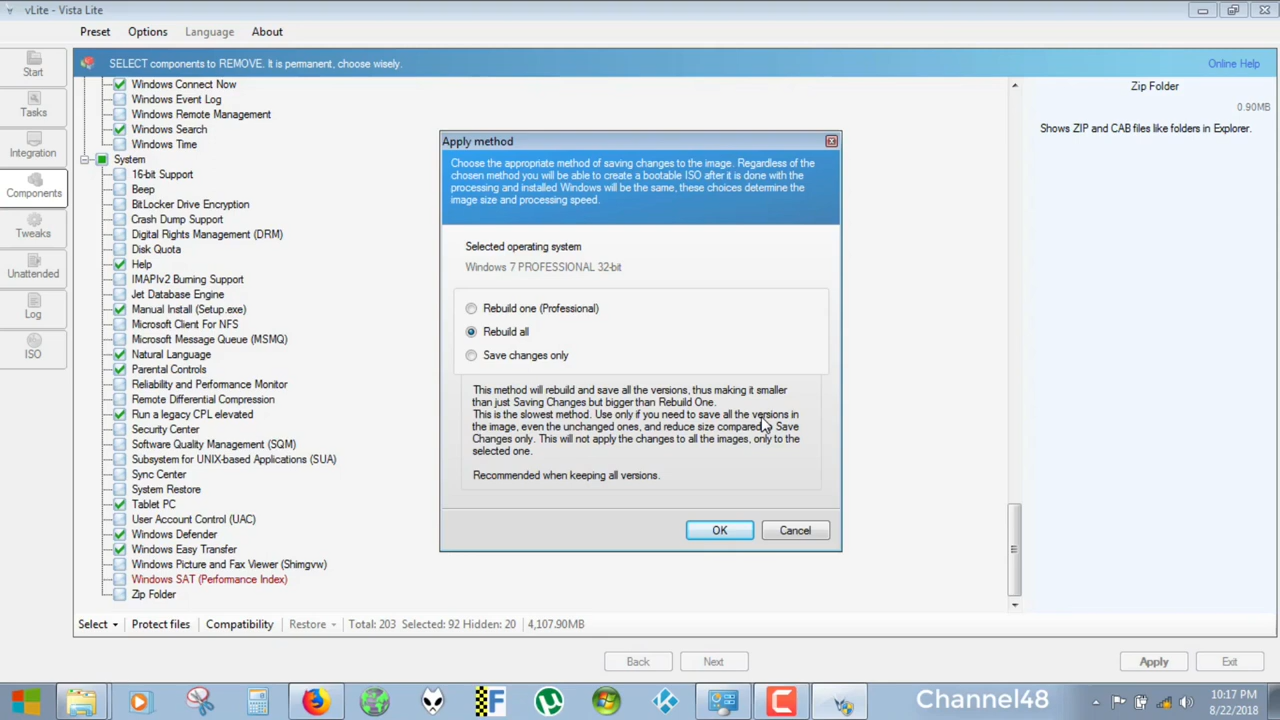 vLite - Vista Lite
Preset Options Language About
Start
Tasks
Integration
Components
Tweaks
Unattended
Log
ISO
SELECT components to REMOVE. It is permanent, choose wisely.
Online Help
Windows Connect Now
Windows Event Log
Windows Remote Management
Windows Search
Windows Time
System
16-bit Support
Beep
BitLocker Drive Encryption
Crash Dump Support
Digital Rights Management (DRM)
Disk Quota
Help
IMAPIv2 Burning Support
Jet Database Engine
Manual Install (Setup.exe)
Microsoft Client For NFS
Microsoft Message Queue (MSMQ)
Natural Language
Parental Controls
Reliability and Performance Monitor
Remote Differential Compression
Run a legacy CPL elevated
Security Center
Software Quality Management (SQM)
Subsystem for UNIX-based Applications (SUA)
Sync Center
System Restore
Tablet PC
User Account Control (UAC)
Windows Defender
Windows Easy Transfer
Windows Picture and Fax Viewer (Shimgvw)
Windows SAT (Performance Index)
Zip Folder
Apply method
Choose the appropriate method of saving changes to the image. Regardless of the
chosen method you will be able to create a bootable ISO after it is done with the
processing and installed Windows will be the same, these choices determine the
image size and processing speed.
Selected operating system
Windows 7 PROFESSIONAL 32-bit
Rebuild one (Professional)
Rebuild all
Save changes only
This method will rebuild and save all the versions, thus making it smaller
than just Saving Changes but bigger than Rebuild One.
This is the slowest method. Use only if you need to save all the versions in
the image, even the unchanged ones, and reduce size compared Save
Changes only. This will not apply the changes to all the images, only to the
selected one.
Recommended when keeping all versions.
OK Cancel
Zip Folder
0.90MB
Shows ZIP and CAB files like folders in Explorer.
Select Protect files Compatibility Restore Total: 203 Selected: 92 Hidden: 20 4,107.90MB
Back Next Apply Exit
Channel48
10:17 PM
8/22/2018